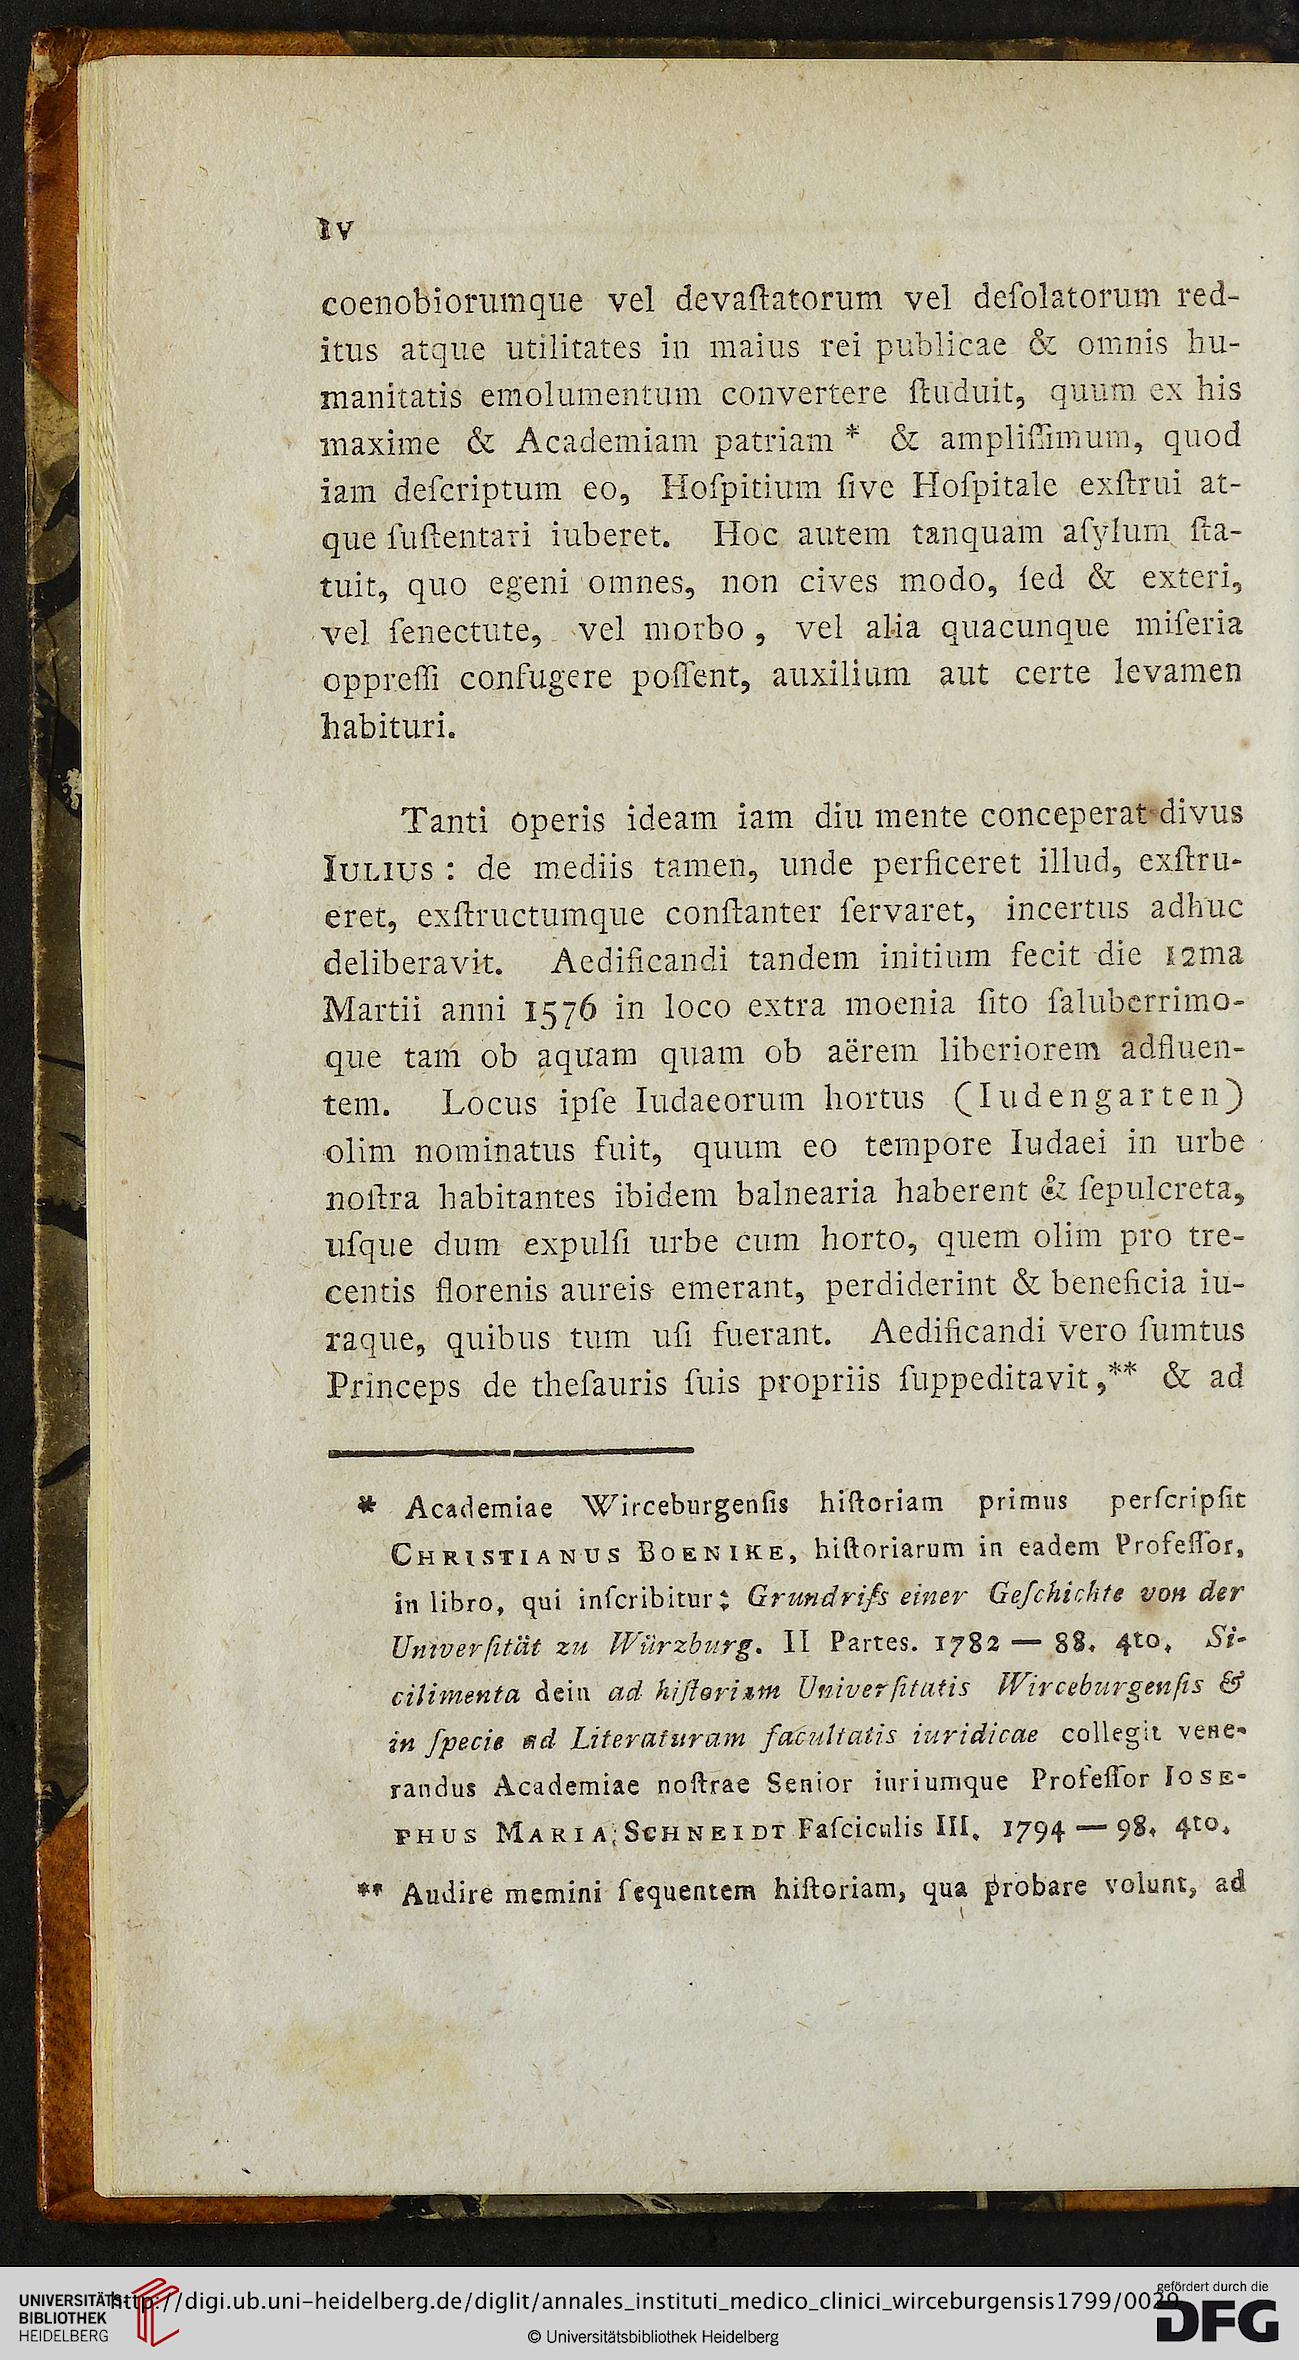 IV
coenobiorumque vel devaſtatorum vel deſolatorum red-
itus atque utilitates in maius rei publicae & omnis hu-
manitatis emolumentum convertere ſtuduit, quum ex his
maxime & Academiam patriam * & ampliſſimum, quod
iam deſcriptum eo, Hoſpitium ſive Hoſpitale exſtrui at-
que ſuſtentari iuberet. Hoc autem tanquam aſylum ſta-
tuit, quo egeni omnes, non cives modo, ſed & exteri,
vel ſenectute, vel morbo, vel alia quacunque miſeria
oppreſſi confugere poſſent, auxilium aut certe levamen
habituri.
Tanti operis ideam iam diu mente conceperat divus
IULIUS: de mediis tamen, unde perficeret illud, exſtru-
eret, exſtructumque conſtanter ſervaret, incertus adhuc
deliberavit. Aedificandi tandem initium fecit die 12ma
Martii anni 1576 in loco extra moenia ſito ſaluberrimo-
que tam ob aquam quam ob aërem liberiorem adfluen-
tem. Locus ipſe Iudaeorum hortus (Iudengarten)
olim nominatus fuit, quum eo tempore Iudaei in urbe
noſtra habitantes ibidem balnearia haberent & ſepulcreta,
uſque dum expulſi urbe cum horto, quem olim pro tre-
centis florenis aureis emerant, perdiderint & beneficia iu-
raque, quibus tum uſi fuerant. Aedificandi vero ſumtus
Princeps de theſauris ſuis propriis ſuppeditavit,** & ad
* Academiae Wirceburgenſis hiſtoriam primus perſcripſit
CHRISTIANUS BOENIKE, hiſtoriarum in eadem Profeſſor,
in libro, qui inſcribitur: Grundriſs einer Geſchichte von der
Univerſität zu Würzburg. II Partes. 1782 — 88. 4to. Si-
cilimenta dein ad hiſtoriam Univerſitatis Wirceburgenſis &
in ſpecie ad Literaturam facultatis iuridicae collegit vene-
randus Academiae noſtrae Senior iuriumque Profeſſor IOSE-
PHUS MARIA SCHNEIDT Faſciculis III. 1794 — 98. 4to.
** Audire memini ſequentem hiſtoriam, qua probare volunt, ad
UNIVERSITÄTS-
BIBLIOTHEK
HEIDELBERG
http://digi.ub.uni-heidelberg.de/diglit/annales_instituti_medico_clinici_wirceburgensis1799/0029
© Universitätsbibliothek Heidelberg
gefördert durch die
DFG